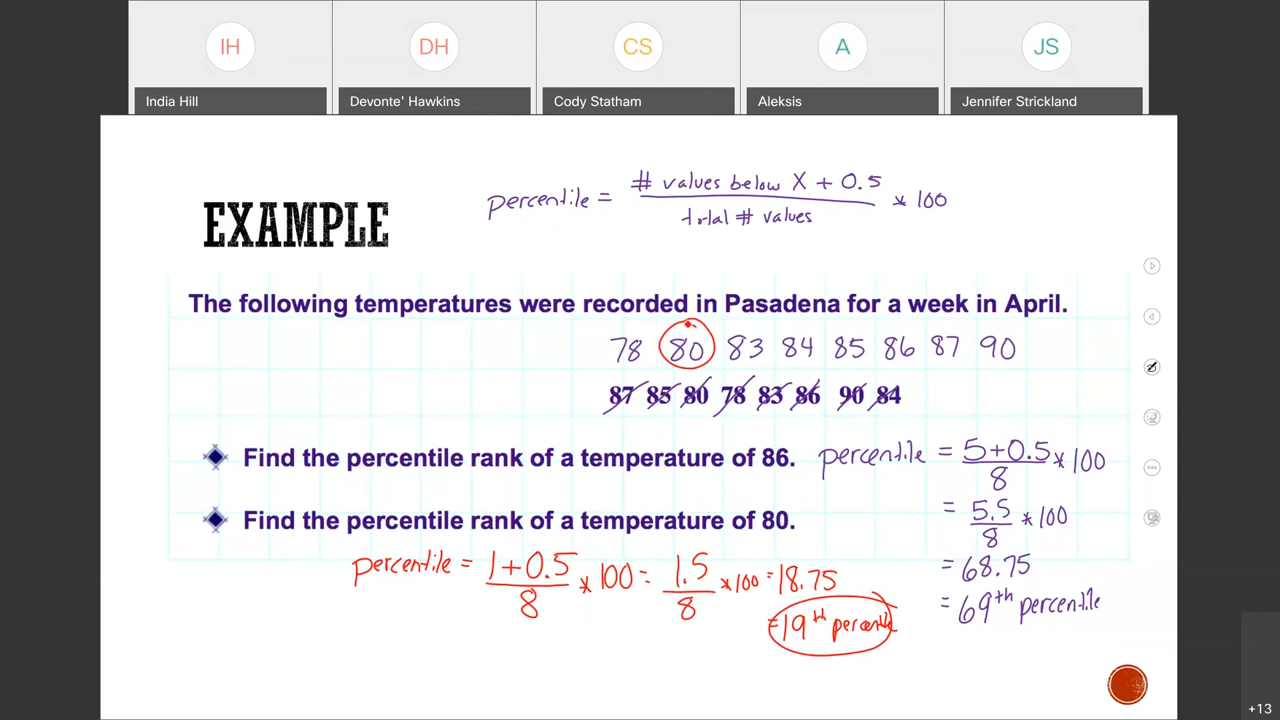 IH DH CS A JS
India Hill Devonte' Hawkins Cody Statham Aleksis Jennifer Strickland
percentile = # values below X + 0.5 / total # values * 100
EXAMPLE
The following temperatures were recorded in Pasadena for a week in April.
78 80 83 84 85 86 87 90
87 85 80 78 83 86 90 84
Find the percentile rank of a temperature of 86.
percentile = 5+0.5 / 8 * 100
= 5.5 / 8 * 100
= 68.75
= 69th percentile
Find the percentile rank of a temperature of 80.
percentile = 1+0.5 / 8 * 100 = 1.5 / 8 * 100 = 18.75
= 19th percentile
+13